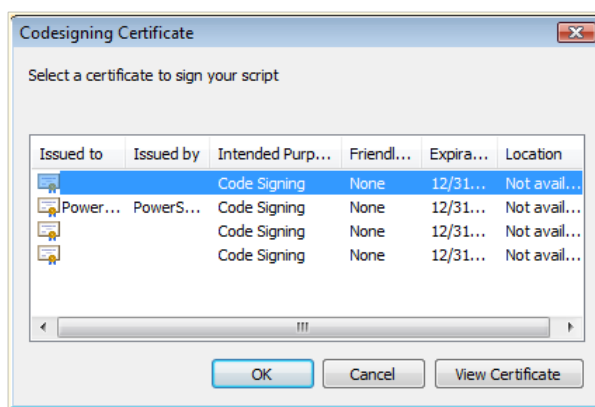 Codesigning Certificate
Select a certificate to sign your script
Issued to Issued by Intended Purp... Friendl... Expira... Location
Code Signing None 12/31... Not avail...
Power... PowerS... Code Signing None 12/31... Not avail...
Code Signing None 12/31... Not avail...
Code Signing None 12/31... Not avail...
OK Cancel View Certificate